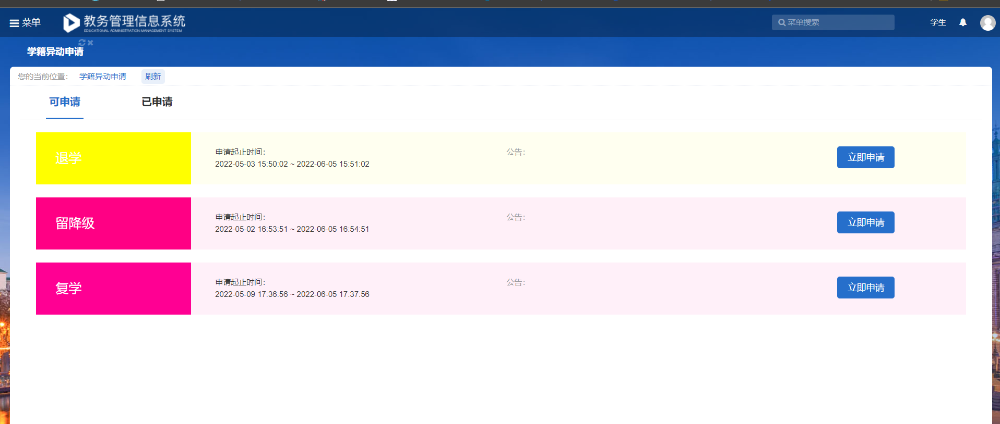 菜单
教务管理信息系统
EDUCATIONAL ADMINISTRATION MANAGEMENT SYSTEM
菜单搜索
学生
学籍异动申请
您的当前位置： 学籍异动申请 刷新
可申请 已申请
退学
申请起止时间：
2022-05-03 15:50:02 ~ 2022-06-05 15:51:02
公告：
立即申请
留降级
申请起止时间：
2022-05-02 16:53:51 ~ 2022-06-05 16:54:51
公告：
立即申请
复学
申请起止时间：
2022-05-09 17:36:56 ~ 2022-06-05 17:37:56
公告：
立即申请